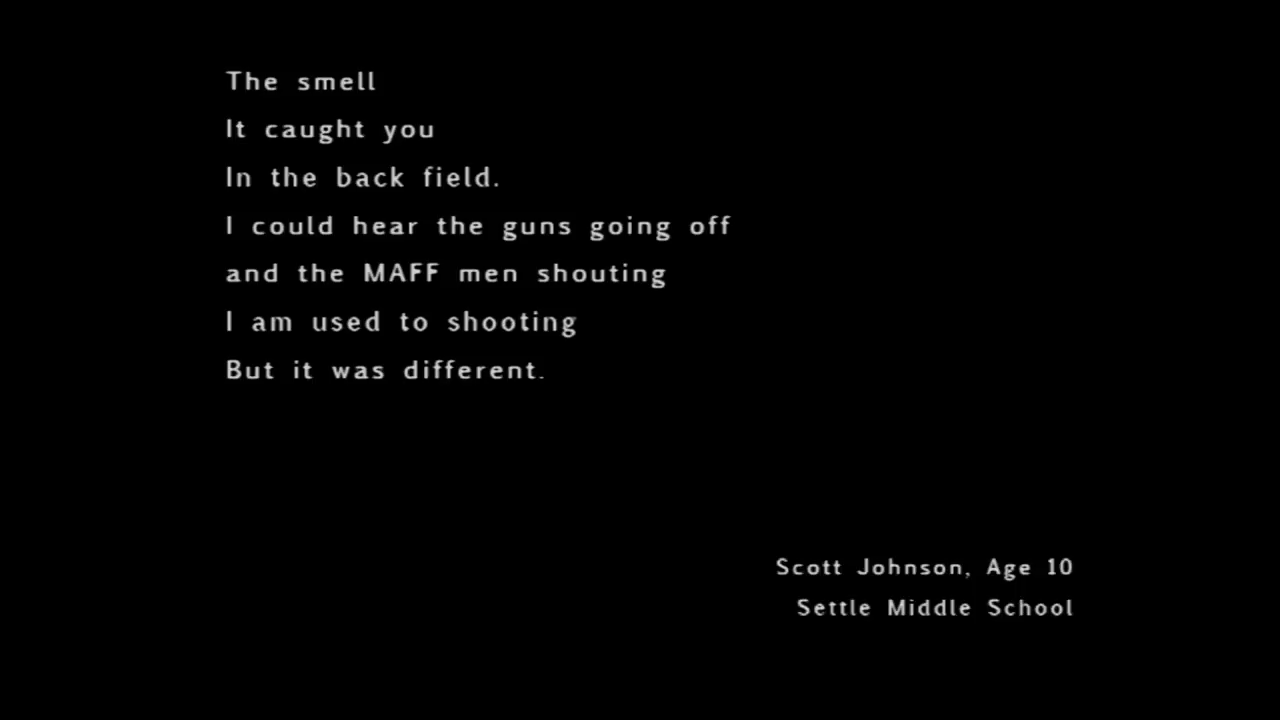 The smell
It caught you
In the back field.
I could hear the guns going off
and the MAFF men shouting
I am used to shooting
But it was different.
Scott Johnson, Age 10
Settle Middle School